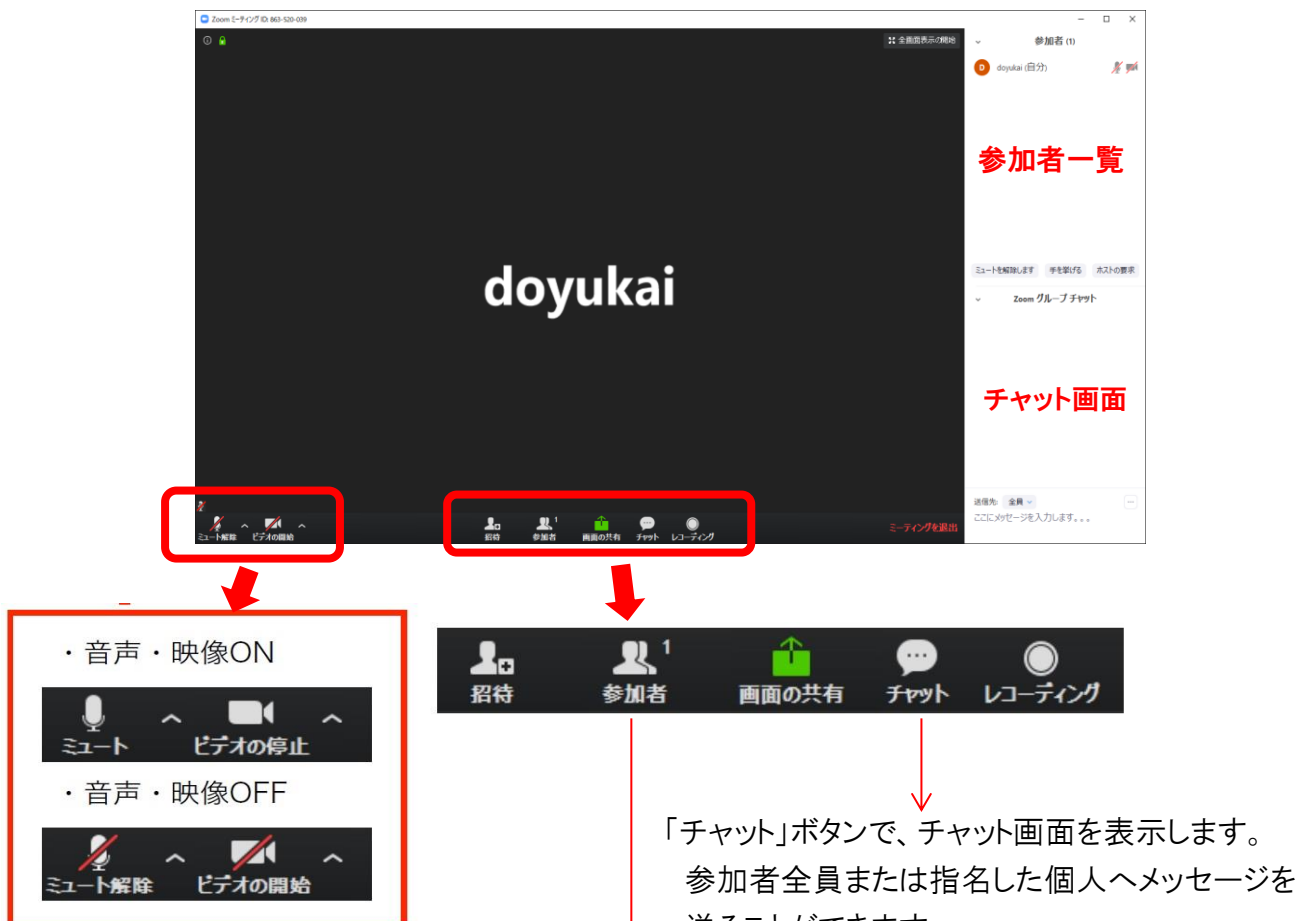 Zoom ミーティング ID: 863-520-039
全画面表示の開始
参加者 (1)
D doyukai (自分)
参加者一覧
doyukai
ミュートを解除します 手を挙げる ホストの要求
Zoom グループ チャット
チャット画面
送信先: 全員
ここにメッセージを入力します。。。
ミュート解除 ビデオの開始 招待 参加者 1 画面の共有 チャット レコーディング ミーティングを退出
・音声・映像ON
ミュート ビデオの停止
・音声・映像OFF
ミュート解除 ビデオの開始
招待 参加者 1 画面の共有 チャット レコーディング
「チャット」ボタンで、チャット画面を表示します。
参加者全員または指名した個人へメッセージを
送ることができます